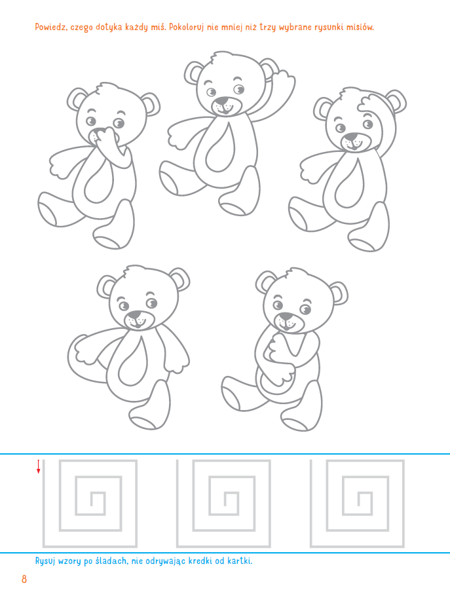 Powiedz, czego dotyka każdy miś. Pokoloruj nie mniej niż trzy wybrane rysunki misiów.
Rysuj wzory po śladach, nie odrywając kredki od kartki.
8